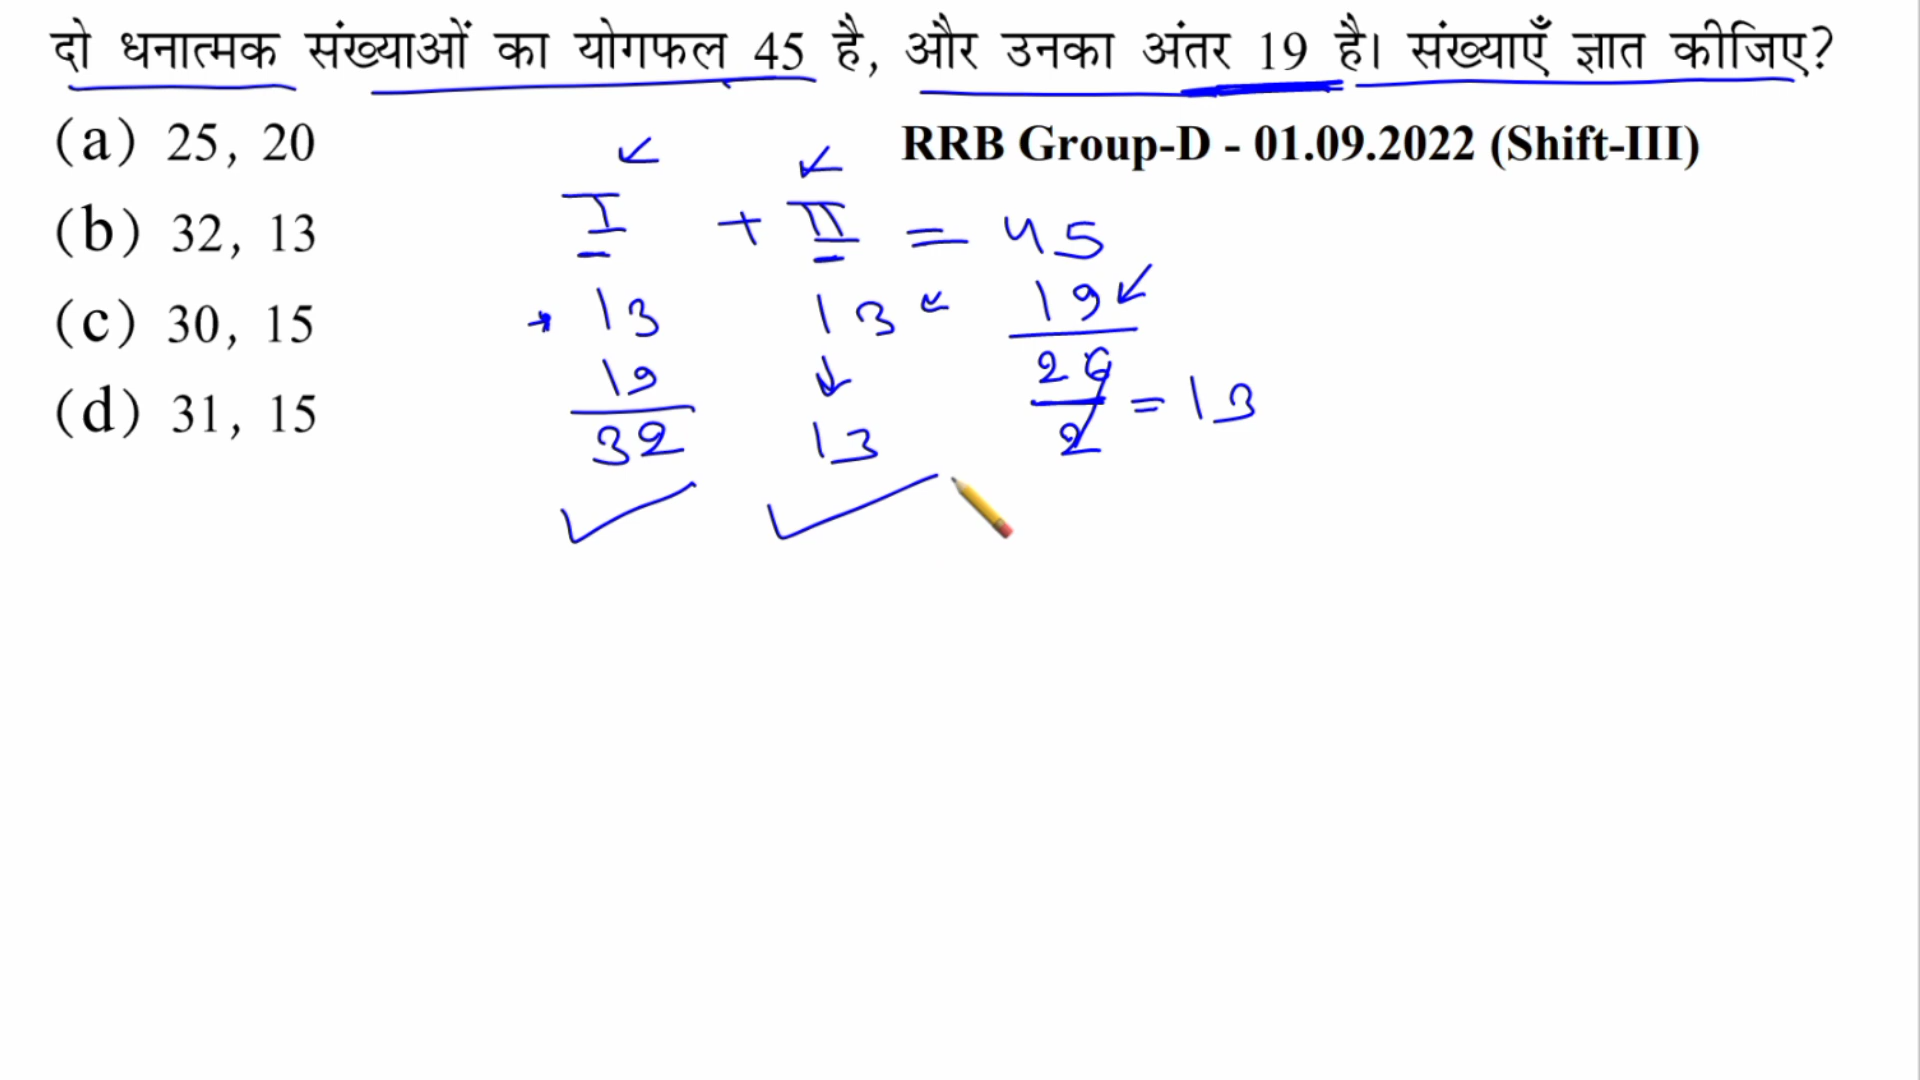 दो धनात्मक संख्याओं का योगफल 45 है, और उनका अंतर 19 है। संख्याएँ ज्ञात कीजिए?
(a) 25, 20
RRB Group-D - 01.09.2022 (Shift-III)
(b) 32, 13
(c) 30, 15
(d) 31, 15
I + II = 45
13 13 19
19 26
32 13 2 = 13